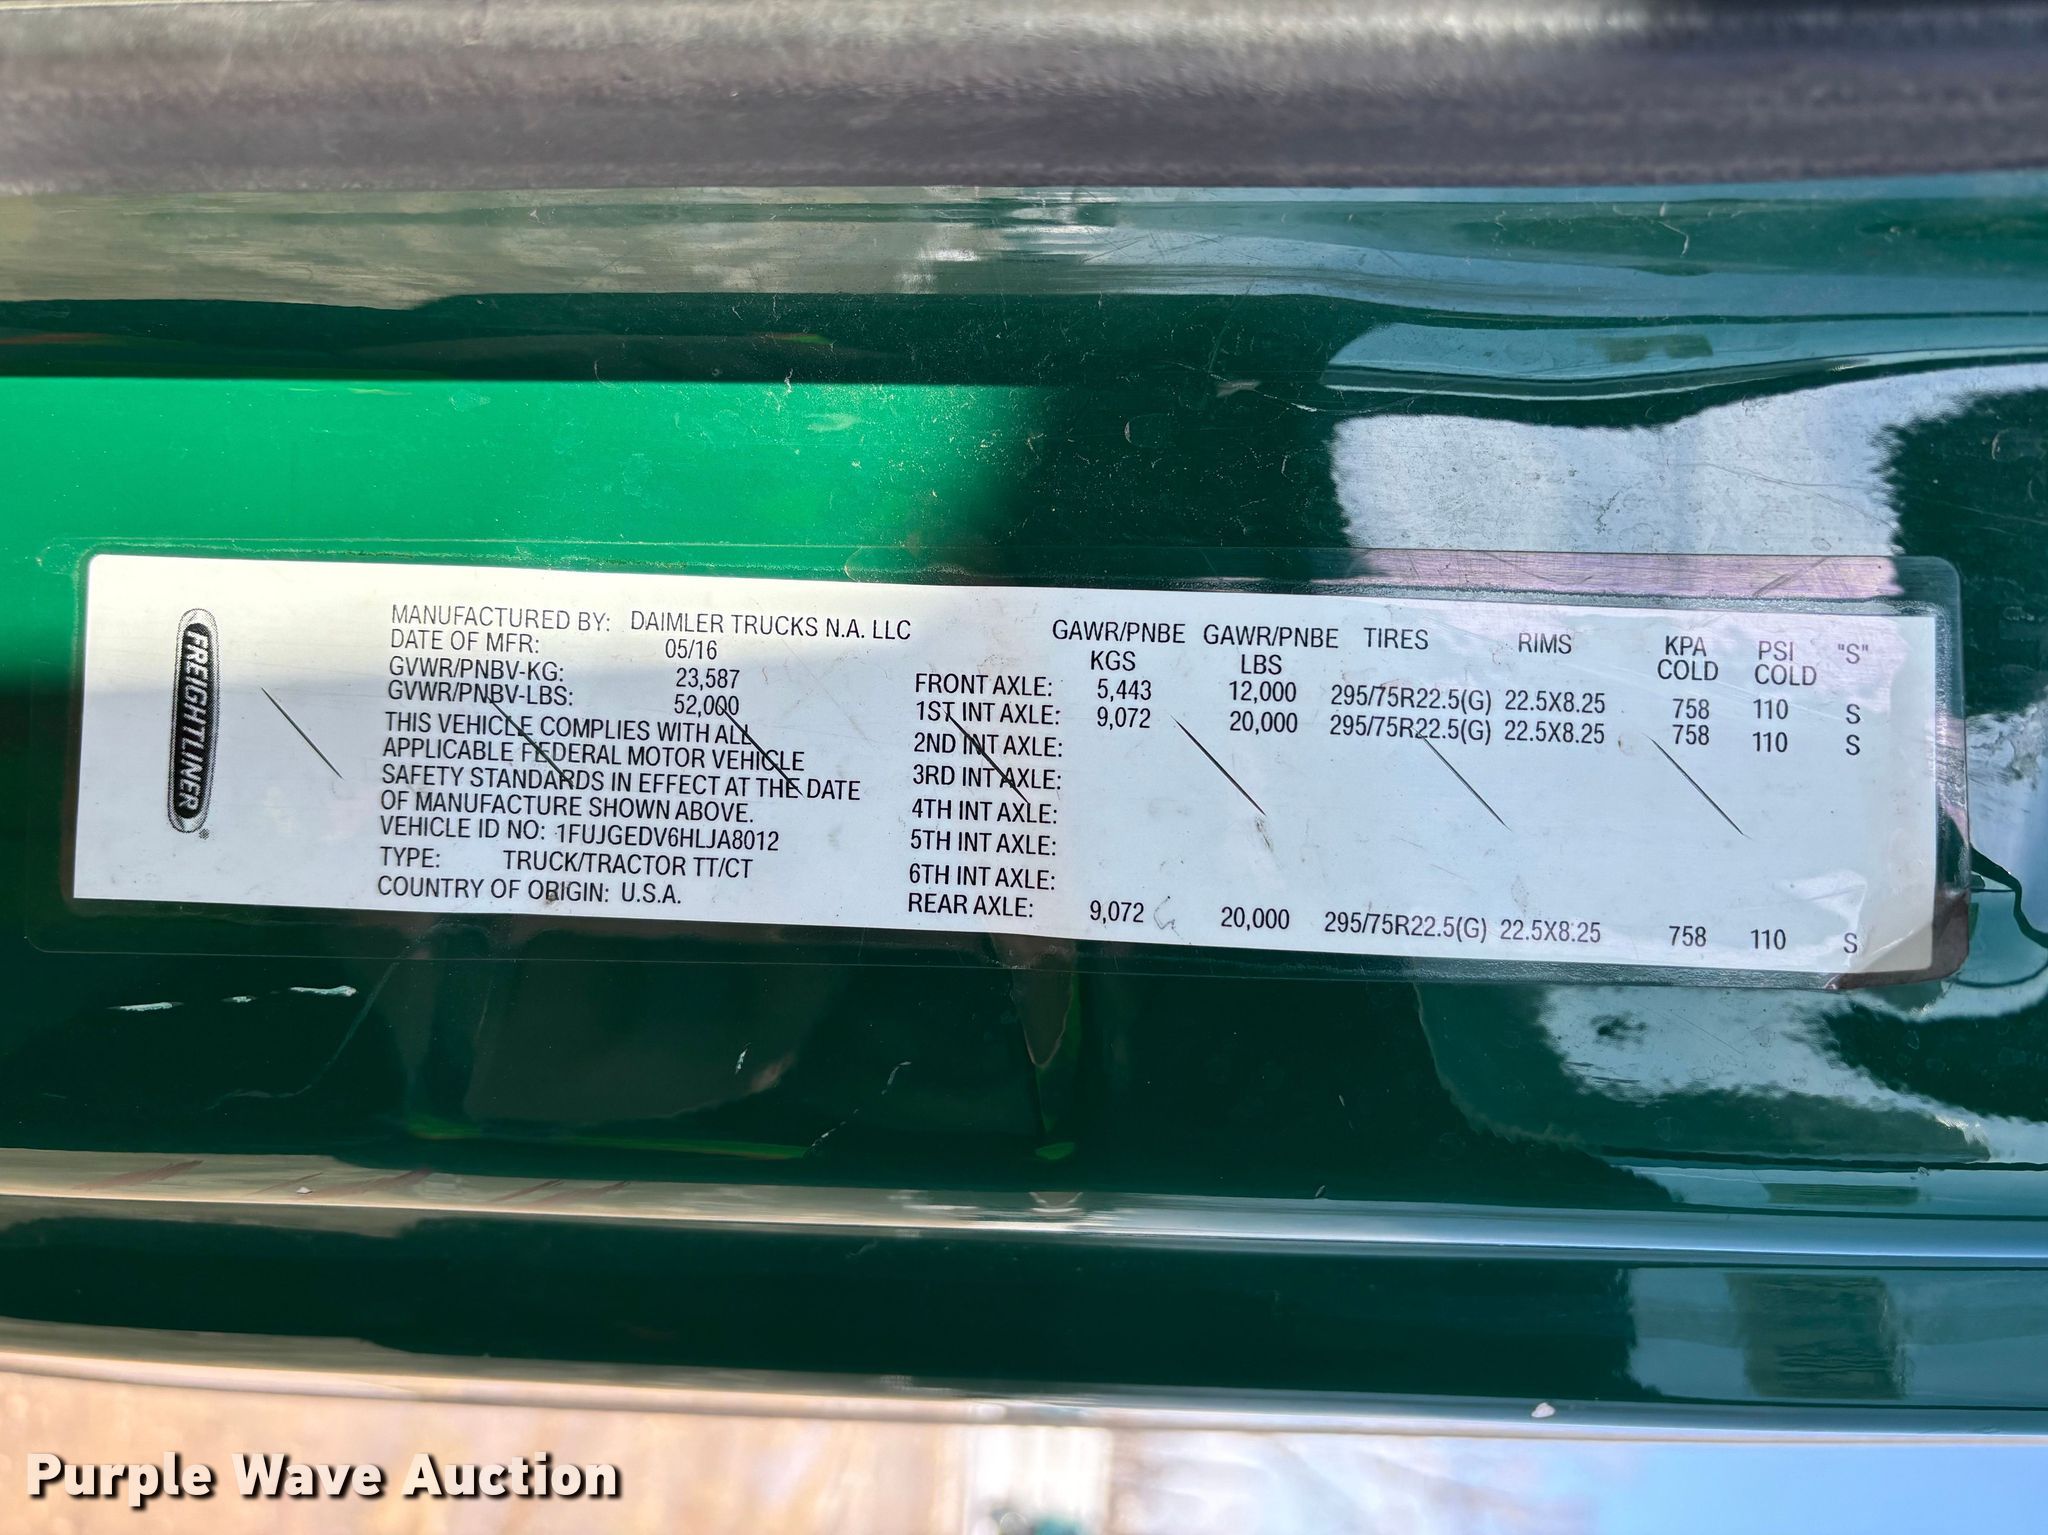 FREIGHTLINER
MANUFACTURED BY: DAIMLER TRUCKS N.A. LLC
DATE OF MFR: 05/16
GVWR/PNBV-KG: 23,587
GVWR/PNBV-LBS: 52,000
THIS VEHICLE COMPLIES WITH ALL
APPLICABLE FEDERAL MOTOR VEHICLE
SAFETY STANDARDS IN EFFECT AT THE DATE
OF MANUFACTURE SHOWN ABOVE.
VEHICLE ID NO: 1FUJGEDV6HLJA8012
TYPE: TRUCK/TRACTOR TT/CT
COUNTRY OF ORIGIN: U.S.A.
GAWR/PNBE GAWR/PNBE TIRES RIMS KPA PSI "S"
KGS LBS COLD COLD
FRONT AXLE: 5,443 12,000 295/75R22.5(G) 22.5X8.25 758 110 S
1ST INT AXLE: 9,072 20,000 295/75R22.5(G) 22.5X8.25 758 110 S
2ND INT AXLE:
3RD INT AXLE:
4TH INT AXLE:
5TH INT AXLE:
6TH INT AXLE:
REAR AXLE: 9,072 20,000 295/75R22.5(G) 22.5X8.25 758 110 S
Purple Wave Auction